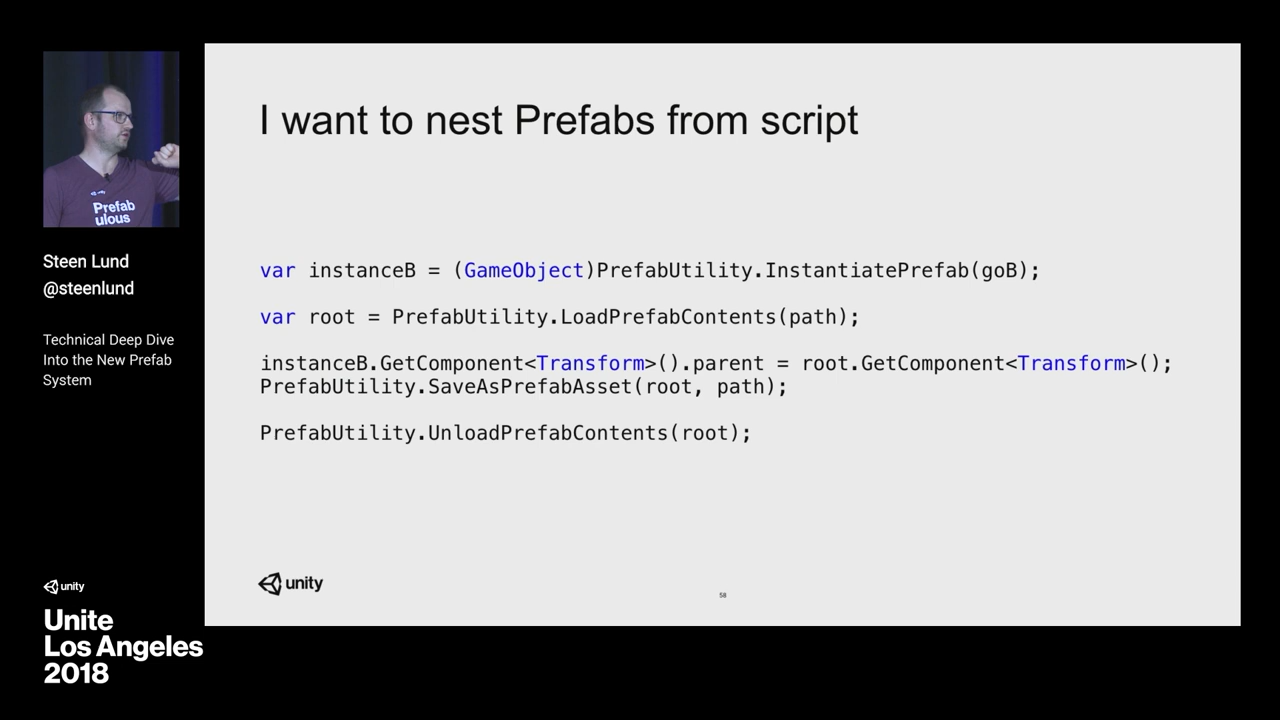 Prefab
ulous
Steen Lund
@steenlund
Technical Deep Dive
Into the New Prefab
System
unity
Unite
Los Angeles
2018
I want to nest Prefabs from script
var instanceB = (GameObject)PrefabUtility.InstantiatePrefab(goB);
var root = PrefabUtility.LoadPrefabContents(path);
instanceB.GetComponent<Transform>().parent = root.GetComponent<Transform>();
PrefabUtility.SaveAsPrefabAsset(root, path);
PrefabUtility.UnloadPrefabContents(root);
unity
58